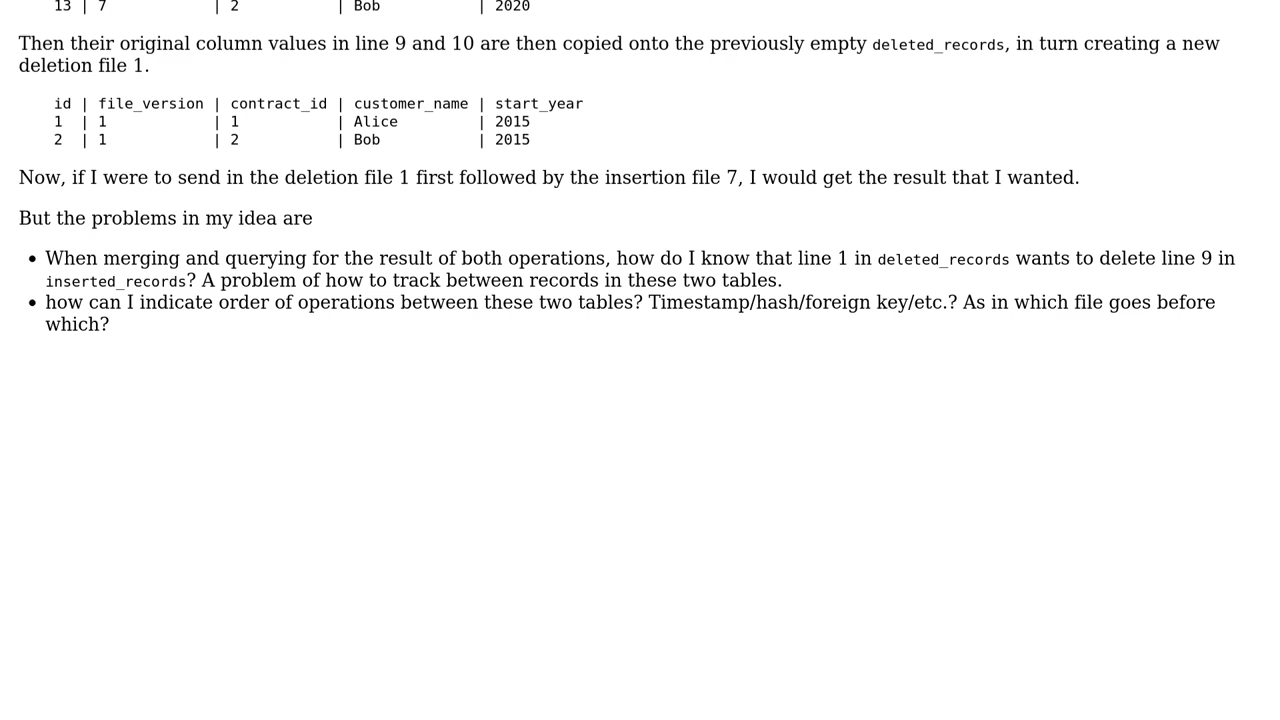 13 | 7 | 2 | Bob | 2020
Then their original column values in line 9 and 10 are then copied onto the previously empty deleted_records, in turn creating a new
deletion file 1.
id | file_version | contract_id | customer_name | start_year
1 | 1 | 1 | Alice | 2015
2 | 1 | 2 | Bob | 2015
Now, if I were to send in the deletion file 1 first followed by the insertion file 7, I would get the result that I wanted.
But the problems in my idea are
• When merging and querying for the result of both operations, how do I know that line 1 in deleted_records wants to delete line 9 in
inserted_records? A problem of how to track between records in these two tables.
• how can I indicate order of operations between these two tables? Timestamp/hash/foreign key/etc.? As in which file goes before
which?